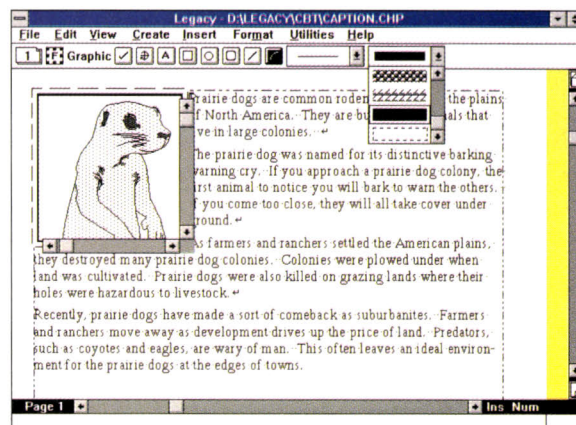 Legacy - D:\LEGACY\CBT\CAPTION.CHP
File Edit View Create Insert Format Utilities Help
1 Graphic A
rairie dogs are common roden the plains
f North America. They are bu als that
ve in large colonies.
he prairie dog was named for its distinctive barking
warning cry. If you approach a prairie dog colony, the
irst animal to notice you will bark to warn the others.
f you come too close, they will all take cover under
round.
As farmers and ranchers settled the American plains,
they destroyed many prairie dog colonies. Colonies were plowed under when
land was cultivated. Prairie dogs were also killed on grazing lands where their
holes were hazardous to livestock.
Recently, prairie dogs have made a sort of comeback as suburbanites. Farmers
and ranchers move away as development drives up the price of land. Predators,
such as coyotes and eagles, are wary of man. This often leaves an ideal environ-
ment for the prairie dogs at the edges of towns.
Page 1 Ins Num